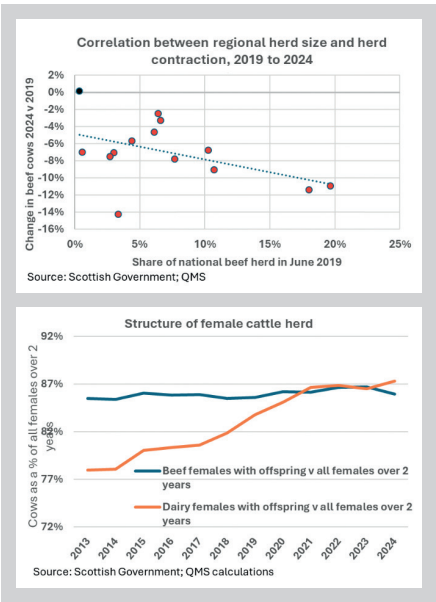 Correlation between regional herd size and herd
contraction, 2019 to 2024
Change in beef cows 2024 v 2019
2%
0%
-2%
-4%
-6%
-8%
-10%
-12%
-14%
-16%
0%
5%
10%
15%
20%
25%
Share of national beef herd in June 2019
Source: Scottish Government; QMS
Structure of female cattle herd
Cows as a % of all females over 2
years
92%
87%
82%
77%
72%
Beef females with offspring v all females over 2
years
Dairy females with offspring v all females over 2
years
2013
2014
2015
2016
2017
2018
2019
2020
2021
2022
2023
2024
Source: Scottish Government; QMS calculations